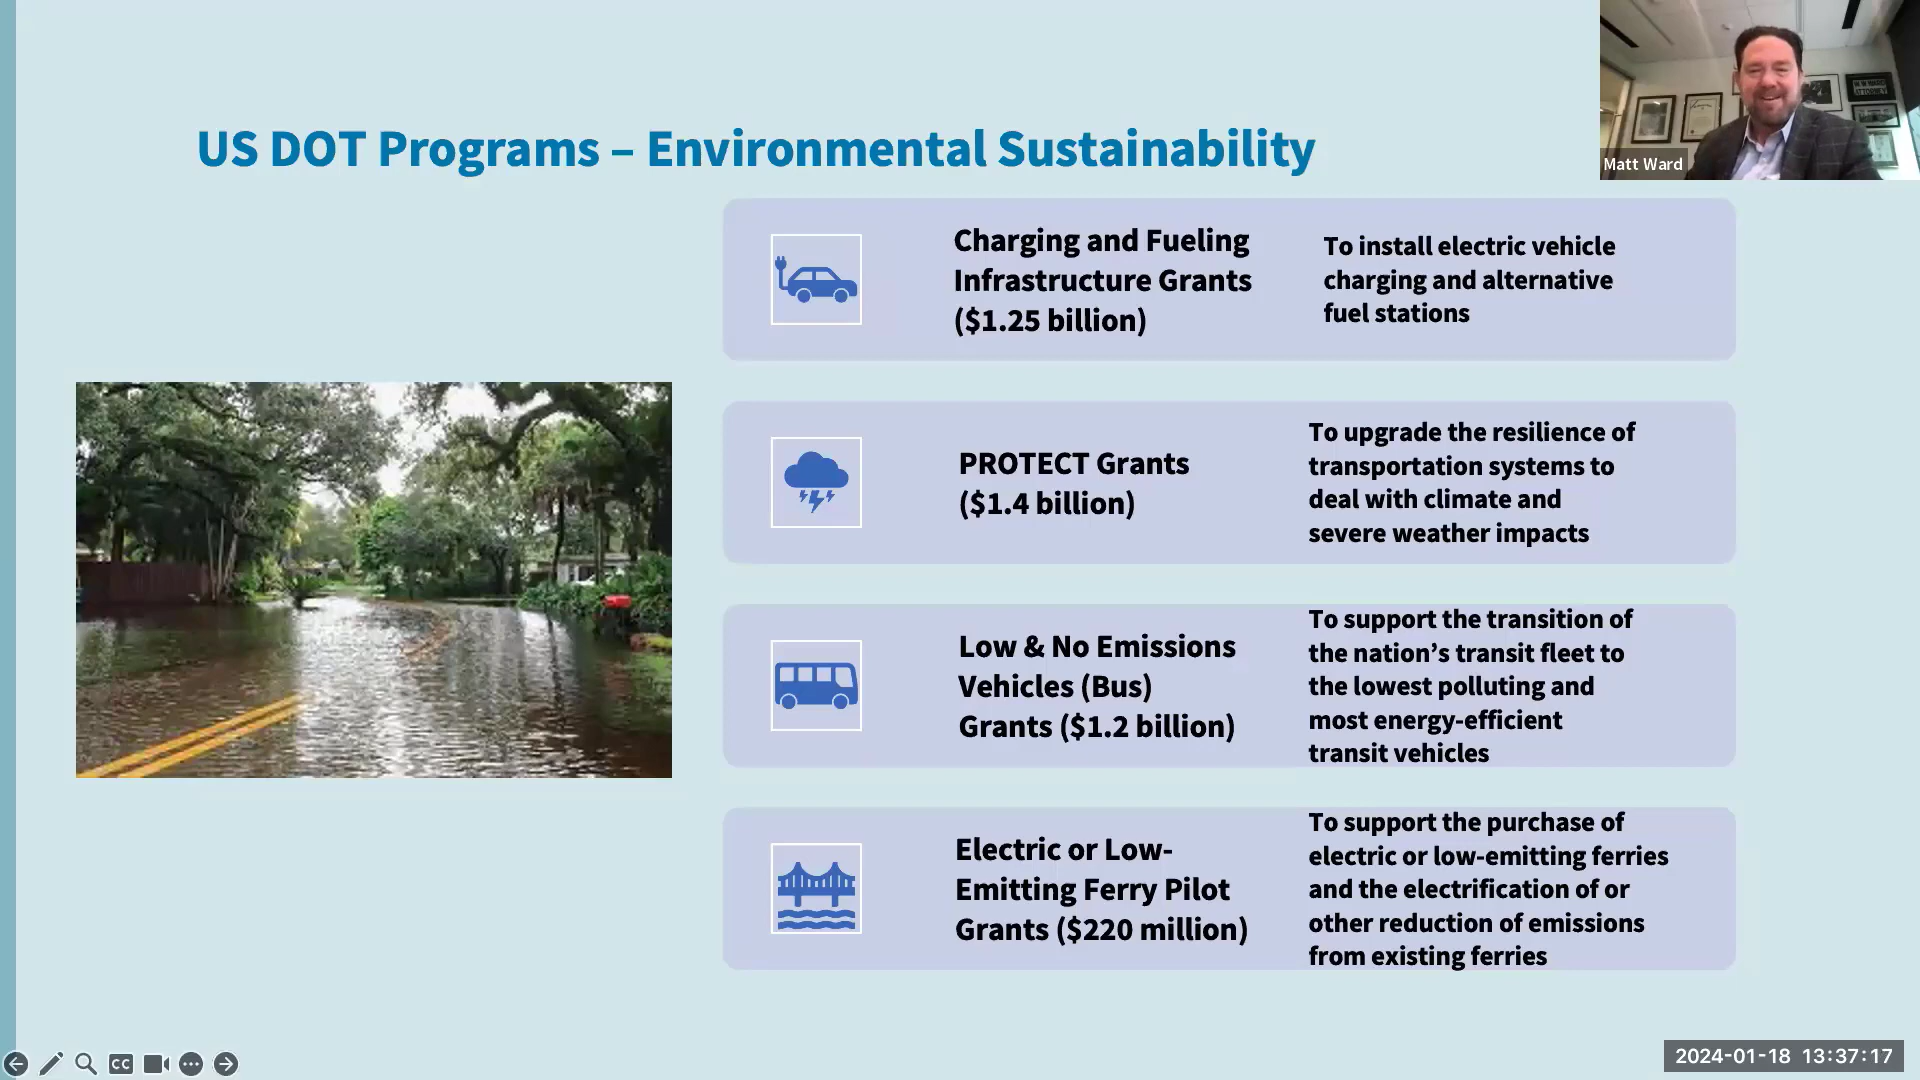 US DOT Programs – Environmental Sustainability
Matt Ward
Charging and Fueling
Infrastructure Grants
($1.25 billion)
To install electric vehicle
charging and alternative
fuel stations
PROTECT Grants
($1.4 billion)
To upgrade the resilience of
transportation systems to
deal with climate and
severe weather impacts
Low & No Emissions
Vehicles (Bus)
Grants ($1.2 billion)
To support the transition of
the nation’s transit fleet to
the lowest polluting and
most energy-efficient
transit vehicles
Electric or Low-
Emitting Ferry Pilot
Grants ($220 million)
To support the purchase of
electric or low-emitting ferries
and the electrification of or
other reduction of emissions
from existing ferries
CC
2024-01-18 13:37:17